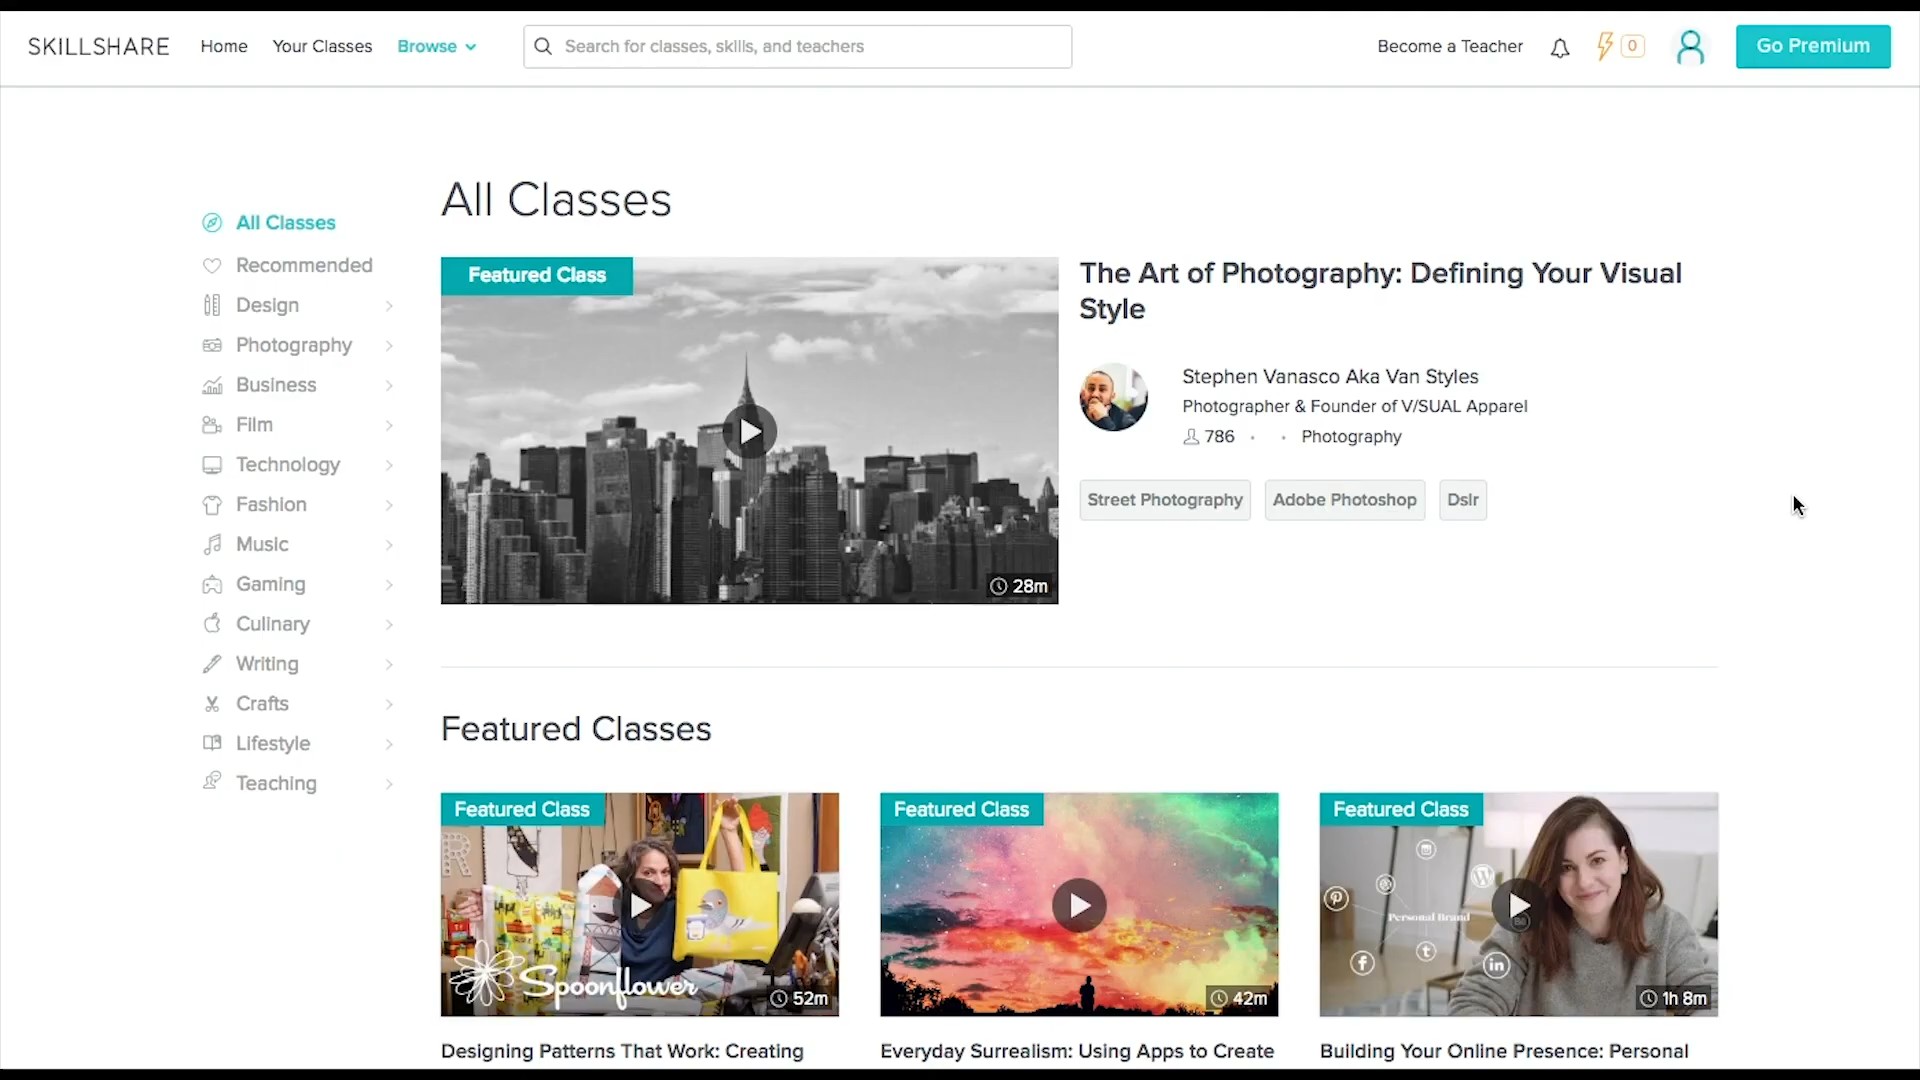 SKILLSHARE
Home
Your Classes
Browse
Search for classes, skills, and teachers
Become a Teacher
0
Go Premium
All Classes
Recommended
Design
Photography
Business
Film
Technology
Fashion
Music
Gaming
Culinary
Writing
Crafts
Lifestyle
Teaching
All Classes
Featured Class
28m
The Art of Photography: Defining Your Visual
Style
Stephen Vanasco Aka Van Styles
Photographer & Founder of V/SUAL Apparel
786 · · Photography
Street Photography
Adobe Photoshop
Dslr
Featured Classes
Featured Class
Spoonflower
52m
Designing Patterns That Work: Creating
Featured Class
42m
Everyday Surrealism: Using Apps to Create
Featured Class
Personal Brand
1h 8m
Building Your Online Presence: Personal